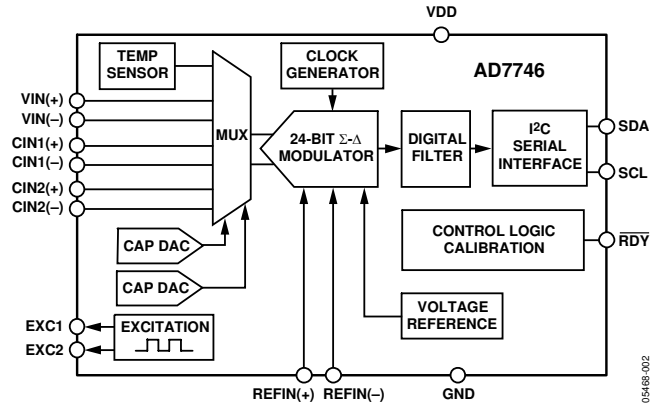 VDD
TEMP
SENSOR
CLOCK
GENERATOR
AD7746
VIN(+)
VIN(–)
CIN1(+)
CIN1(–)
CIN2(+)
CIN2(–)
MUX
24-BIT Σ-Δ
MODULATOR
DIGITAL
FILTER
I²C
SERIAL
INTERFACE
SDA
SCL
CAP DAC
CAP DAC
CONTROL LOGIC
CALIBRATION
R̅D̅Y̅
EXC1
EXC2
EXCITATION
VOLTAGE
REFERENCE
REFIN(+)
REFIN(–)
GND
05468-002